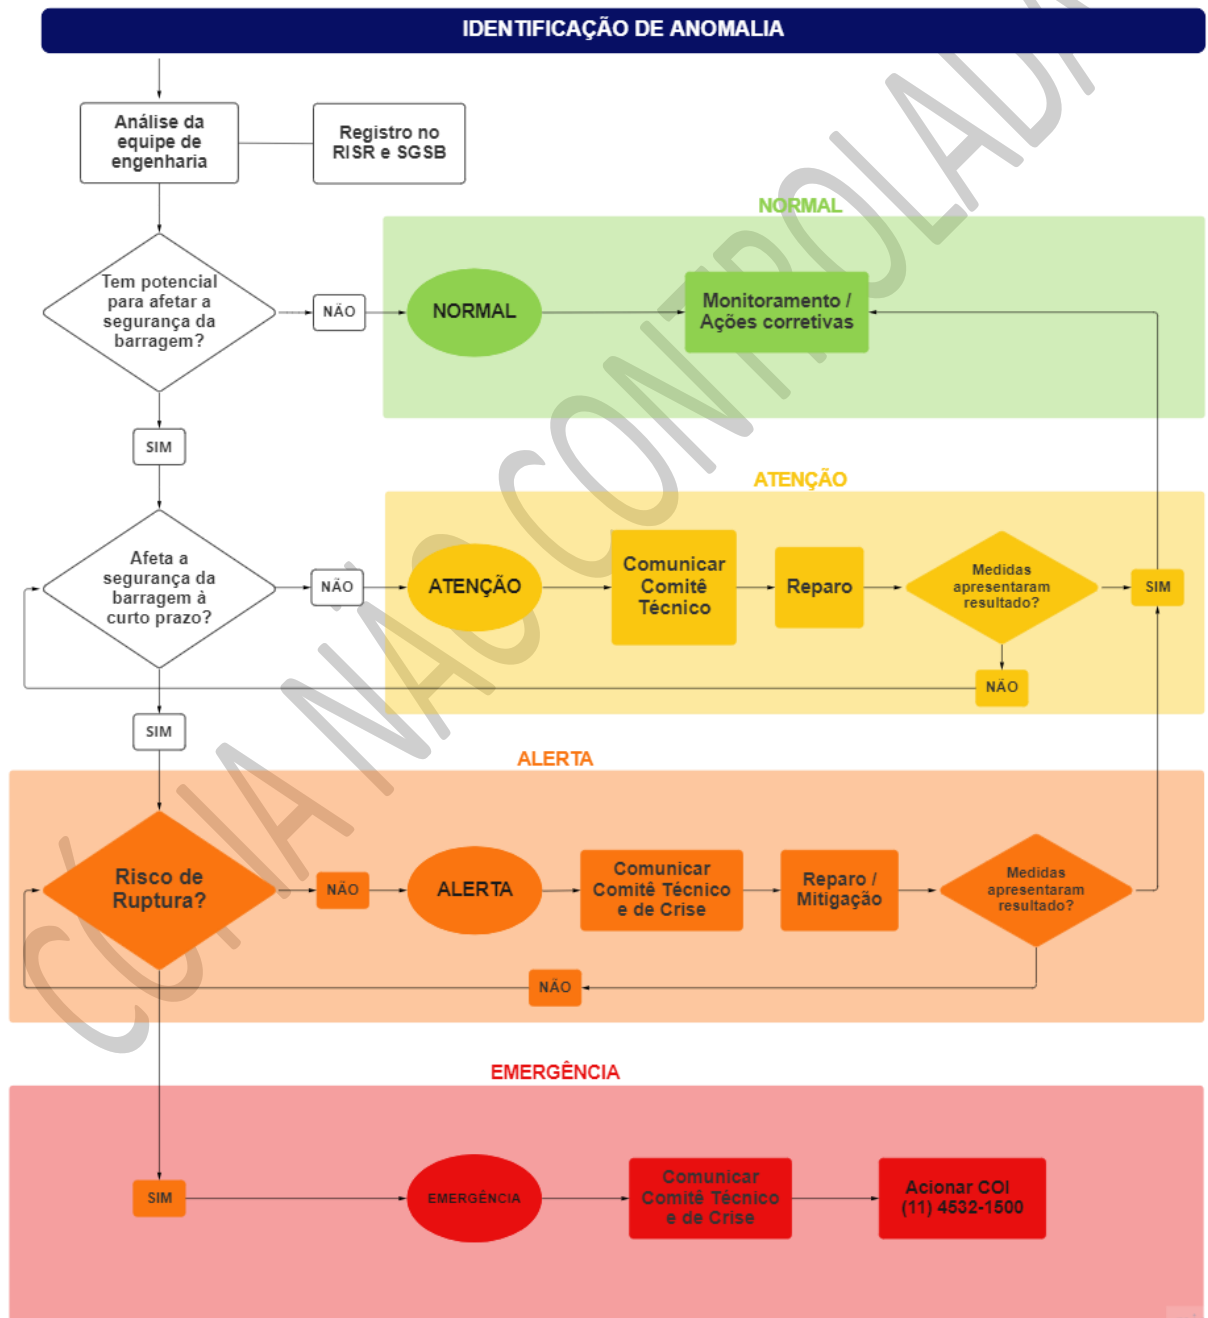 IDENTIFICAÇÃO DE ANOMALIA
Análise da
equipe de
engenharia
Registro no
RISR e SGSB
NORMAL
Tem potencial
para afetar a
segurança da
barragem?
NÃO
NORMAL
Monitoramento /
Ações corretivas
SIM
ATENÇÃO
Afeta a
segurança da
barragem à
curto prazo?
NÃO
ATENÇÃO
Comunicar
Comitê
Técnico
Reparo
Medidas
apresentaram
resultado?
SIM
NÃO
SIM
ALERTA
Risco de
Ruptura?
NÃO
ALERTA
Comunicar
Comitê Técnico
e de Crise
Reparo /
Mitigação
Medidas
apresentaram
resultado?
NÃO
EMERGÊNCIA
SIM
EMERGÊNCIA
Comunicar
Comitê Técnico
e de Crise
Acionar COI
(11) 4532-1500
CÓPIA NÃO CONTROLADA